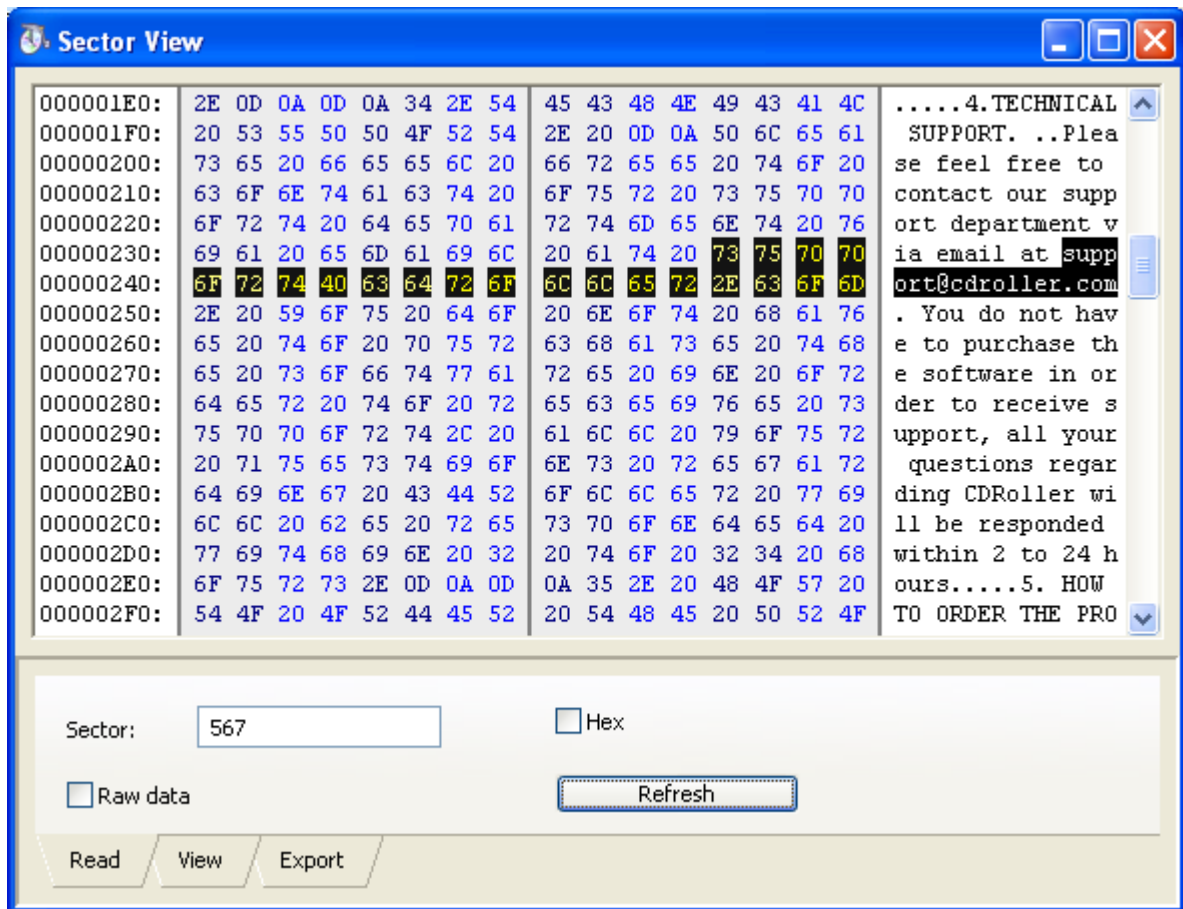 Sector View
000001E0: 2E 0D 0A 0D 0A 34 2E 54 45 43 48 4E 49 43 41 4C .....4.TECHNICAL
000001F0: 20 53 55 50 50 4F 52 54 2E 20 0D 0A 50 6C 65 61  SUPPORT. ..Plea
00000200: 73 65 20 66 65 65 6C 20 66 72 65 65 20 74 6F 20 se feel free to
00000210: 63 6F 6E 74 61 63 74 20 6F 75 72 20 73 75 70 70 contact our supp
00000220: 6F 72 74 20 64 65 70 61 72 74 6D 65 6E 74 20 76 ort department v
00000230: 69 61 20 65 6D 61 69 6C 20 61 74 20 73 75 70 70 ia email at supp
00000240: 6F 72 74 40 63 64 72 6F 6C 6C 65 72 2E 63 6F 6D ort@cdroller.com
00000250: 2E 20 59 6F 75 20 64 6F 20 6E 6F 74 20 68 61 76 . You do not hav
00000260: 65 20 74 6F 20 70 75 72 63 68 61 73 65 20 74 68 e to purchase th
00000270: 65 20 73 6F 66 74 77 61 72 65 20 69 6E 20 6F 72 e software in or
00000280: 64 65 72 20 74 6F 20 72 65 63 65 69 76 65 20 73 der to receive s
00000290: 75 70 70 6F 72 74 2C 20 61 6C 6C 20 79 6F 75 72 upport, all your
000002A0: 20 71 75 65 73 74 69 6F 6E 73 20 72 65 67 61 72  questions regar
000002B0: 64 69 6E 67 20 43 44 52 6F 6C 6C 65 72 20 77 69 ding CDRoller wi
000002C0: 6C 6C 20 62 65 20 72 65 73 70 6F 6E 64 65 64 20 ll be responded
000002D0: 77 69 74 68 69 6E 20 32 20 74 6F 20 32 34 20 68 within 2 to 24 h
000002E0: 6F 75 72 73 2E 0D 0A 0D 0A 35 2E 20 48 4F 57 20 ours.....5. HOW
000002F0: 54 4F 20 4F 52 44 45 52 20 54 48 45 20 50 52 4F TO ORDER THE PRO
Sector: 567 Hex
Raw data Refresh
Read View Export